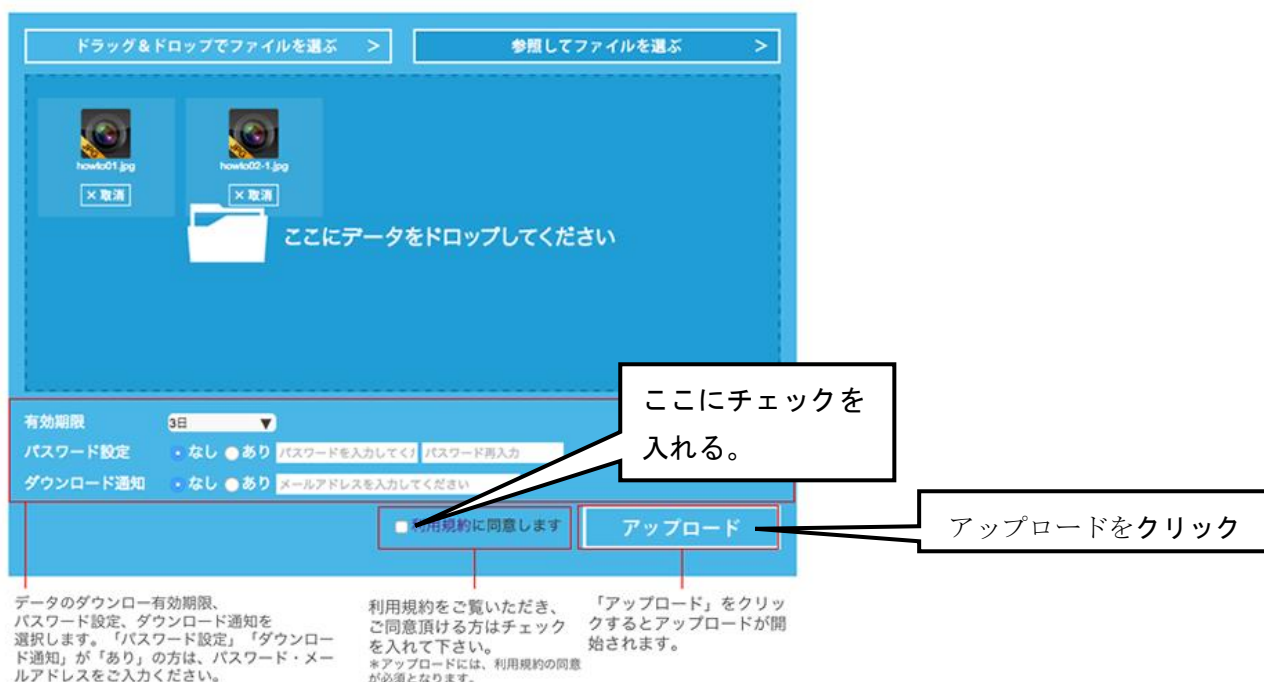 ドラッグ＆ドロップでファイルを選ぶ >
参照してファイルを選ぶ >
JPG
JPG
howto01.jpg
howto02-1.jpg
×取消
×取消
ここにデータをドロップしてください
ここにチェックを
入れる。
有効期限 3日 ▼
パスワード設定 なし あり パスワードを入力してく パスワード再入力
ダウンロード通知 なし あり メールアドレスを入力してください
利用規約に同意します
アップロード
アップロードをクリック
データのダウンロー有効期限、
パスワード設定、ダウンロード通知を
選択します。「パスワード設定」「ダウンロー
ド通知」が「あり」の方は、パスワード・メー
ルアドレスをご入力ください。
利用規約をご覧いただき、
ご同意頂ける方はチェック
を入れて下さい。
＊アップロードには、利用規約の同意
が必須となります。
「アップロード」をクリッ
クするとアップロードが開
始されます。